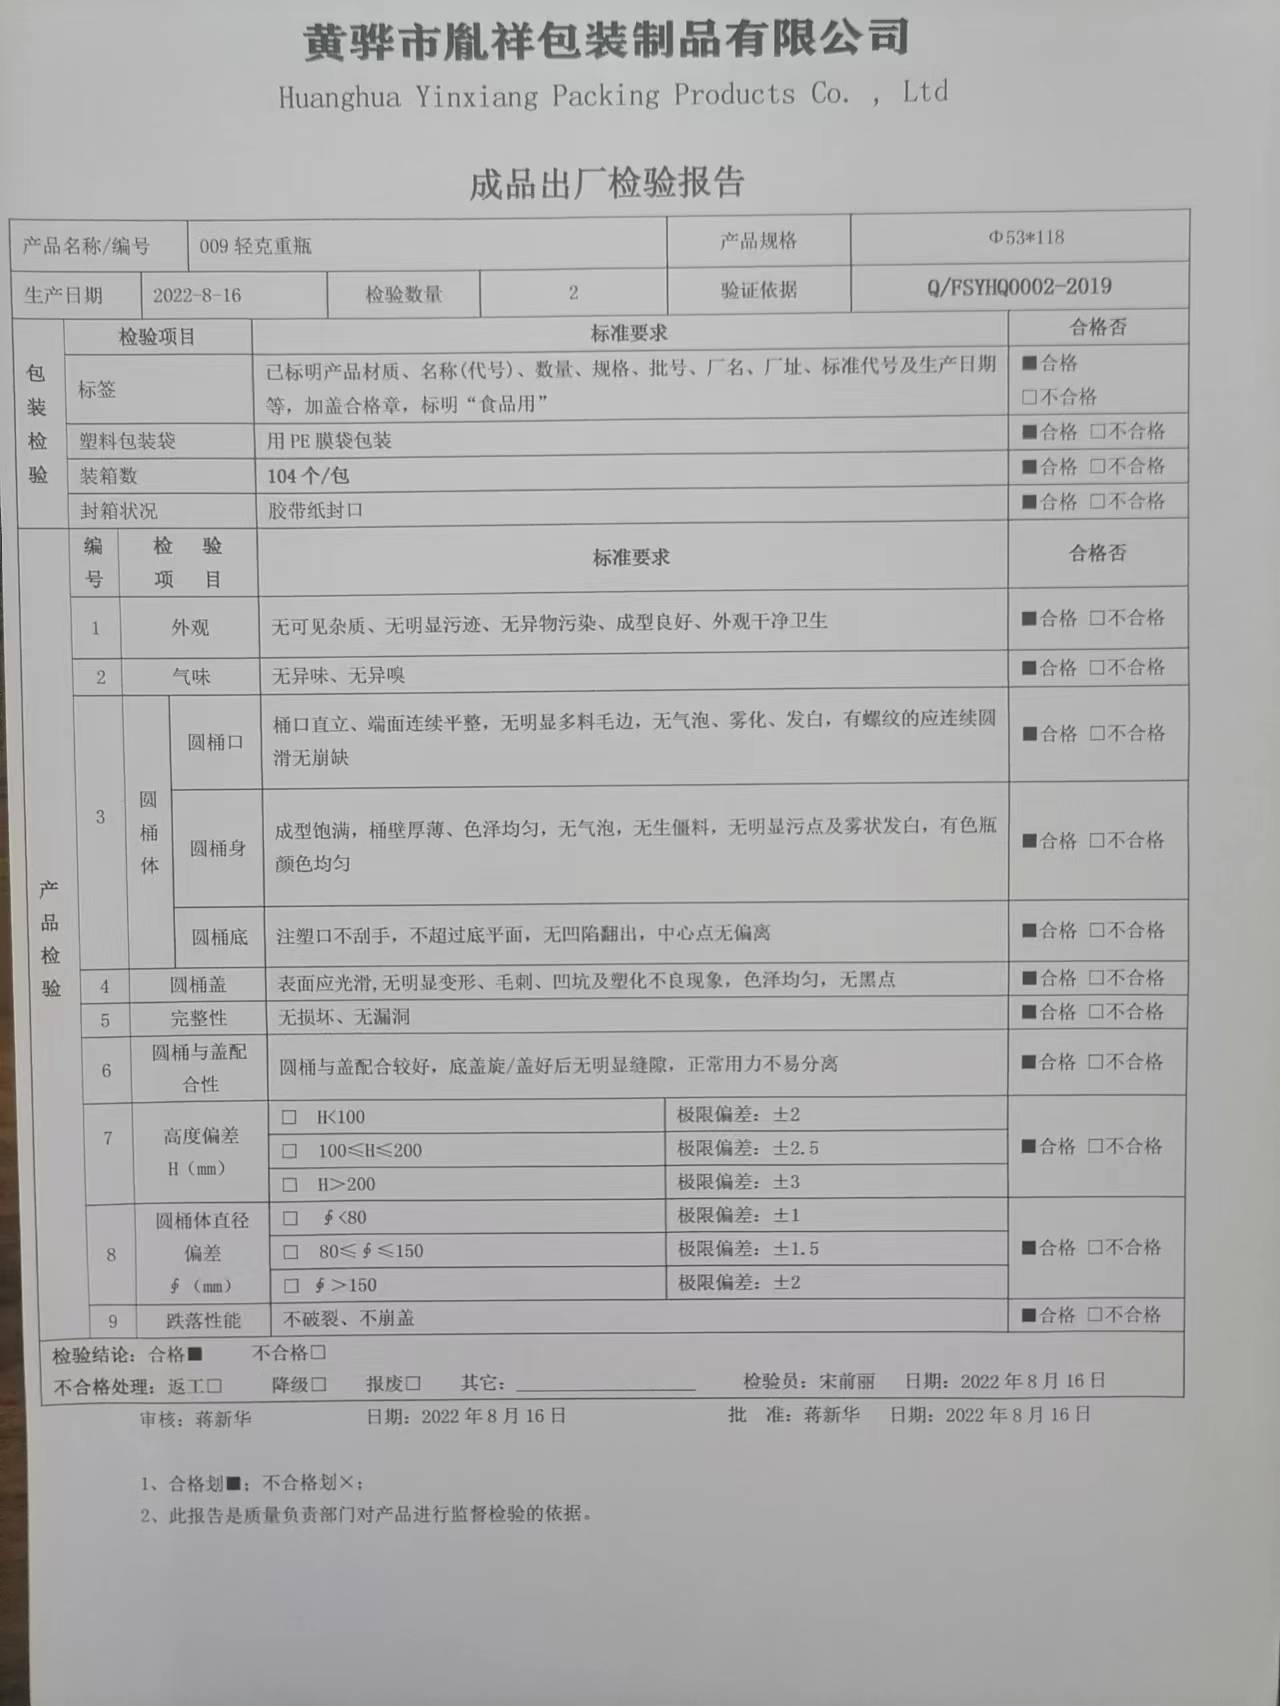 黄骅市胤祥包装制品有限公司
Huanghua Yinxiang Packing Products Co. , Ltd
成品出厂检验报告
产品名称/编号 009轻克重瓶 产品规格 Φ53*118
生产日期 2022-8-16 检验数量 2 验证依据 Q/FSYHQ0002-2019
包装检验 检验项目 标准要求 合格否
标签 已标明产品材质、名称(代号)、数量、规格、批号、厂名、厂址、标准代号及生产日期 ■合格
等，加盖合格章，标明“食品用” □不合格
塑料包装袋 用PE膜袋包装 ■合格 □不合格
装箱数 104个/包 ■合格 □不合格
封箱状况 胶带纸封口 ■合格 □不合格
产品检验 编号 检验项目 标准要求 合格否
1 外观 无可见杂质、无明显污迹、无异物污染、成型良好、外观干净卫生 ■合格 □不合格
2 气味 无异味、无异嗅 ■合格 □不合格
3 圆桶体 圆桶口 桶口直立、端面连续平整，无明显多料毛边，无气泡、雾化、发白，有螺纹的应连续圆
滑无崩缺 ■合格 □不合格
圆桶身 成型饱满，桶壁厚薄、色泽均匀，无气泡，无生僵料，无明显污点及雾状发白，有色瓶
颜色均匀 ■合格 □不合格
圆桶底 注塑口不刮手，不超过底平面，无凹陷翻出，中心点无偏离 ■合格 □不合格
4 圆桶盖 表面应光滑,无明显变形、毛刺、凹坑及塑化不良现象，色泽均匀，无黑点 ■合格 □不合格
5 完整性 无损坏、无漏洞 ■合格 □不合格
6 圆桶与盖配合性 圆桶与盖配合较好，底盖旋/盖好后无明显缝隙，正常用力不易分离 ■合格 □不合格
7 高度偏差 H（mm） □ H<100 极限偏差：±2 ■合格 □不合格
□ 100≤H≤200 极限偏差：±2.5
□ H＞200 极限偏差：±3
8 圆桶体直径偏差 ∮（mm） □ ∮<80 极限偏差：±1 ■合格 □不合格
□ 80≤∮≤150 极限偏差：±1.5
□ ∮＞150 极限偏差：±2
9 跌落性能 不破裂、不崩盖 ■合格 □不合格
检验结论：合格■ 不合格□
不合格处理：返工□ 降级□ 报废□ 其它：________ 检验员：宋前丽 日期：2022年8月16日
审核：蒋新华 日期：2022年8月16日 批 准：蒋新华 日期：2022年8月16日
1、合格划■；不合格划×；
2、此报告是质量负责部门对产品进行监督检验的依据。